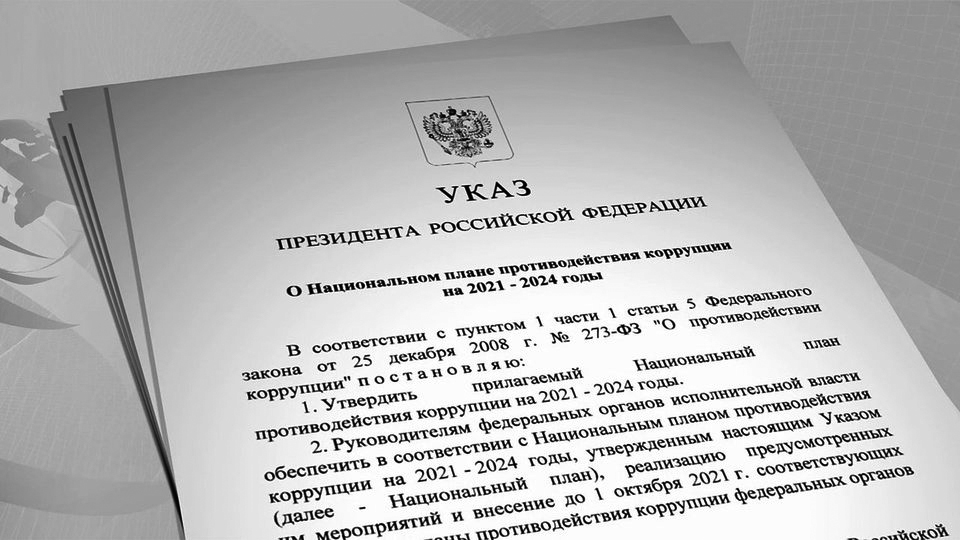 УКАЗ
ПРЕЗИДЕНТА РОССИЙСКОЙ ФЕДЕРАЦИИ
О Национальном плане противодействия коррупции
на 2021 - 2024 годы
В соответствии с пунктом 1 части 1 статьи 5 Федерального
закона от 25 декабря 2008 г. № 273-ФЗ "О противодействии
коррупции" п о с т а н о в л я ю:
1. Утвердить прилагаемый Национальный план
противодействия коррупции на 2021 - 2024 годы.
2. Руководителям федеральных органов исполнительной власти
обеспечить в соответствии с Национальным планом противодействия
коррупции на 2021 - 2024 годы, утвержденным настоящим Указом
(далее - Национальный план), реализацию предусмотренных
им мероприятий и внесение до 1 октября 2021 г. соответствующих
противодействия коррупции федеральных органов